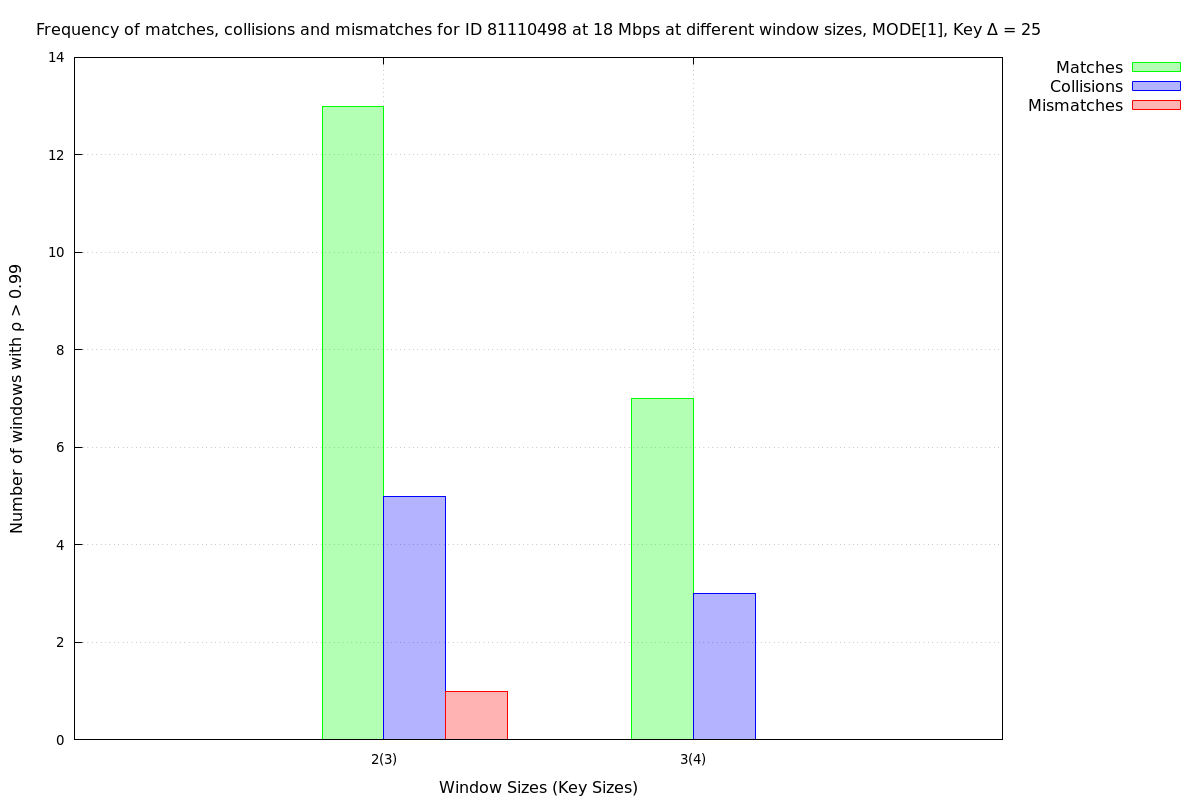 Frequency of matches, collisions and mismatches for ID 81110498 at 18 Mbps at different window sizes, MODE[1], Key Δ = 25
Matches
Collisions
Mismatches
Number of windows with ρ > 0.99
14
12
10
8
6
4
2
0
2(3)
3(4)
Window Sizes (Key Sizes)